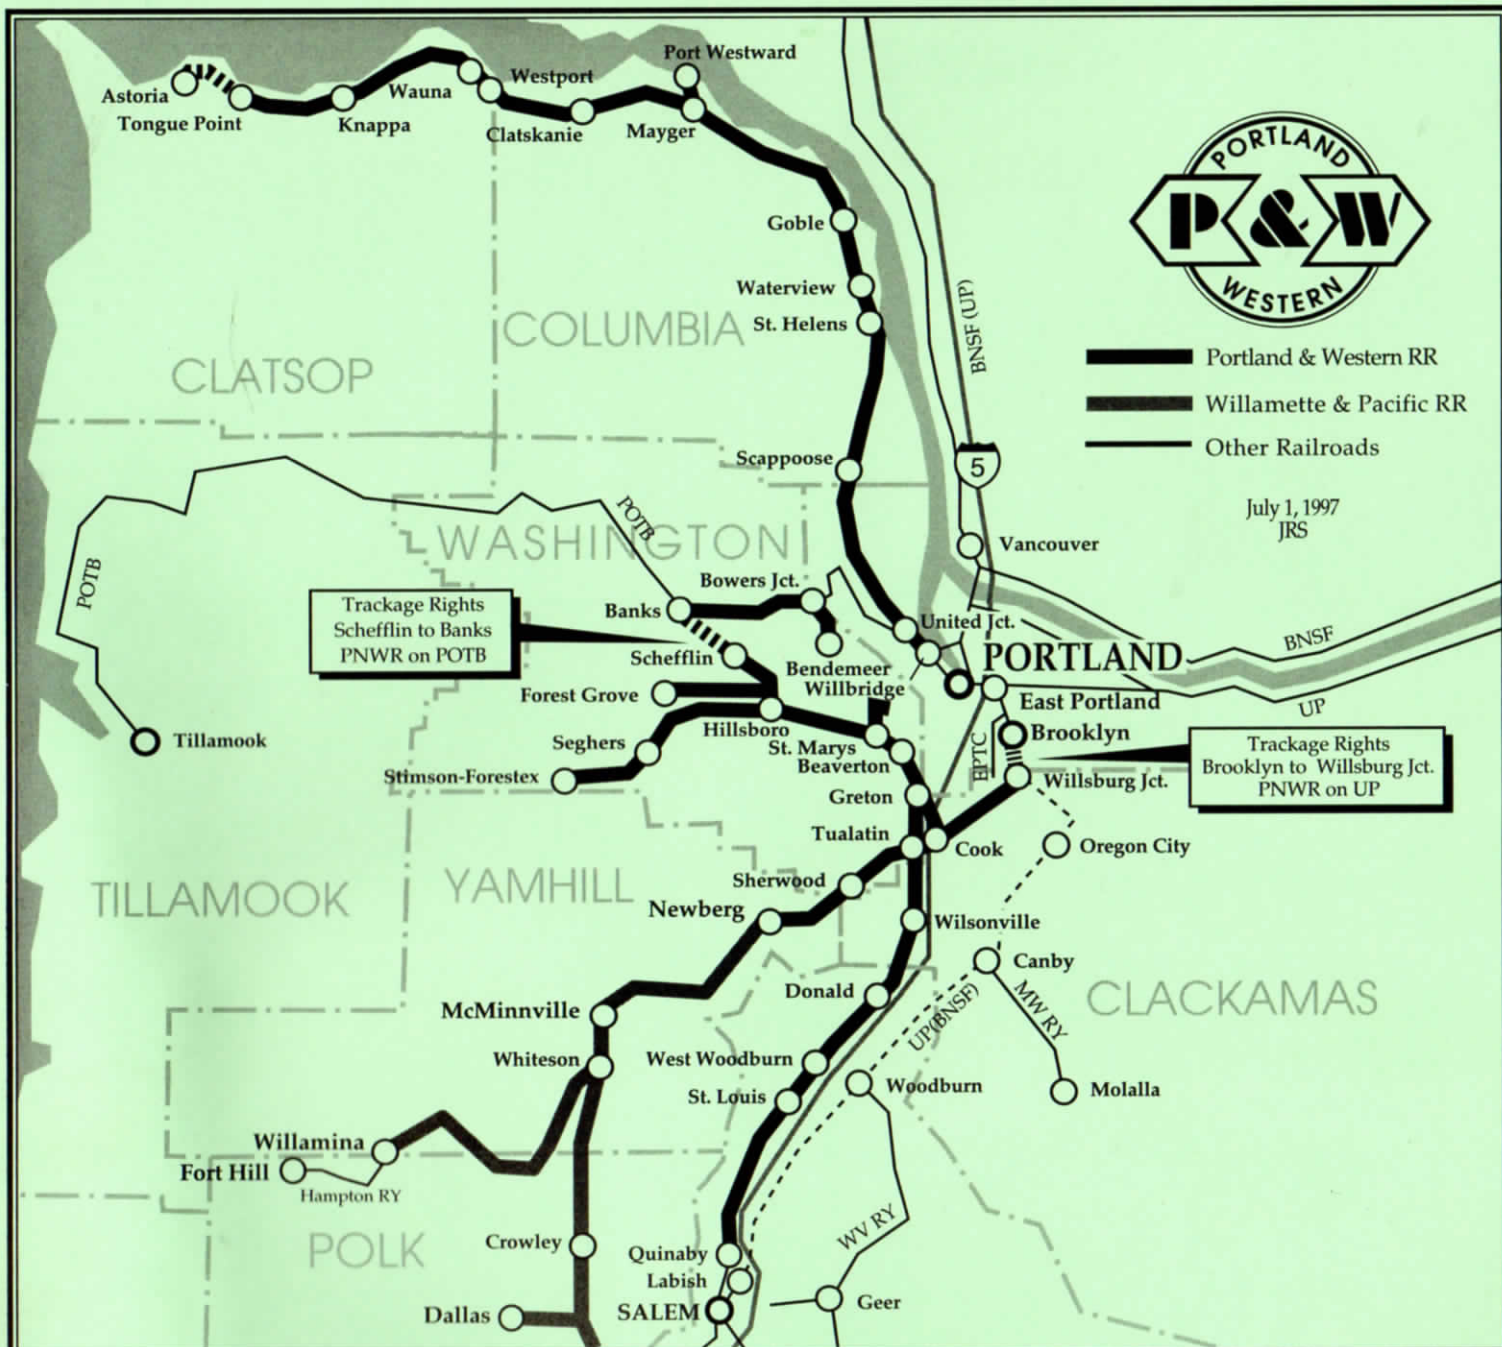 Port Westward
Astoria
Wauna
Westport
Tongue Point
Knappa
Clatskanie
Mayger
PORTLAND
P&W
WESTERN
Goble
Waterview
St. Helens
BNSF (UP)
COLUMBIA
CLATSOP
Portland & Western RR
Willamette & Pacific RR
Other Railroads
Scappoose
5
July 1, 1997
JRS
POTB
WASHINGTON
Vancouver
POTB
Bowers Jct.
Banks
Trackage Rights
Schefflin to Banks
PNWR on POTB
United Jct.
BNSF
Schefflin
Bendemeer
PORTLAND
Willbridge
Forest Grove
East Portland
UP
Hillsboro
Tillamook
Seghers
St. Marys
Brooklyn
EPTC
Trackage Rights
Brooklyn to Willsburg Jct.
PNWR on UP
Beaverton
Stimson-Forestex
Willsburg Jct.
Greton
Tualatin
Cook
Oregon City
Sherwood
TILLAMOOK
YAMHILL
Newberg
Wilsonville
Canby
Donald
CLACKAMAS
MW RY
UP(BNSF)
McMinnville
Whiteson
West Woodburn
Woodburn
Molalla
St. Louis
Willamina
Fort Hill
Hampton RY
WV RY
POLK
Crowley
Quinaby
Labish
Dallas
SALEM
Geer